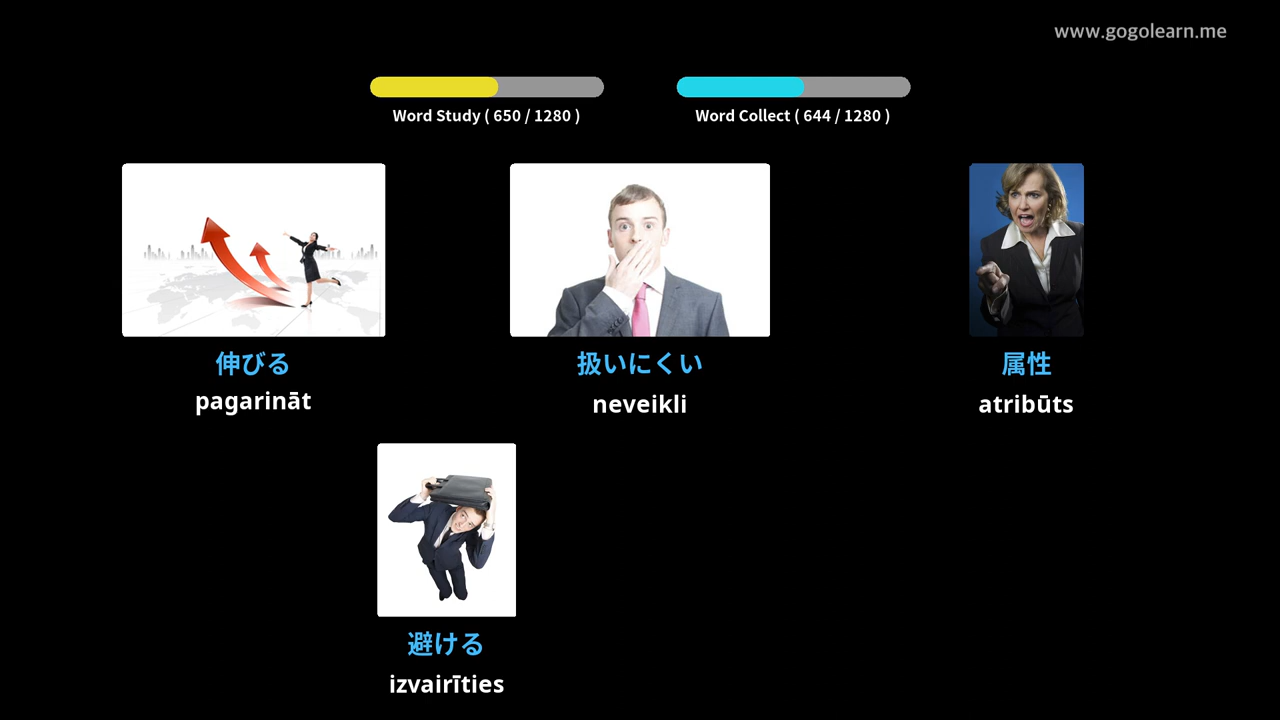 www.gogolearn.me
Word Study ( 650 / 1280 )
Word Collect ( 644 / 1280 )
伸びる
pagarināt
扱いにくい
neveikli
属性
atribūts
避ける
izvairīties